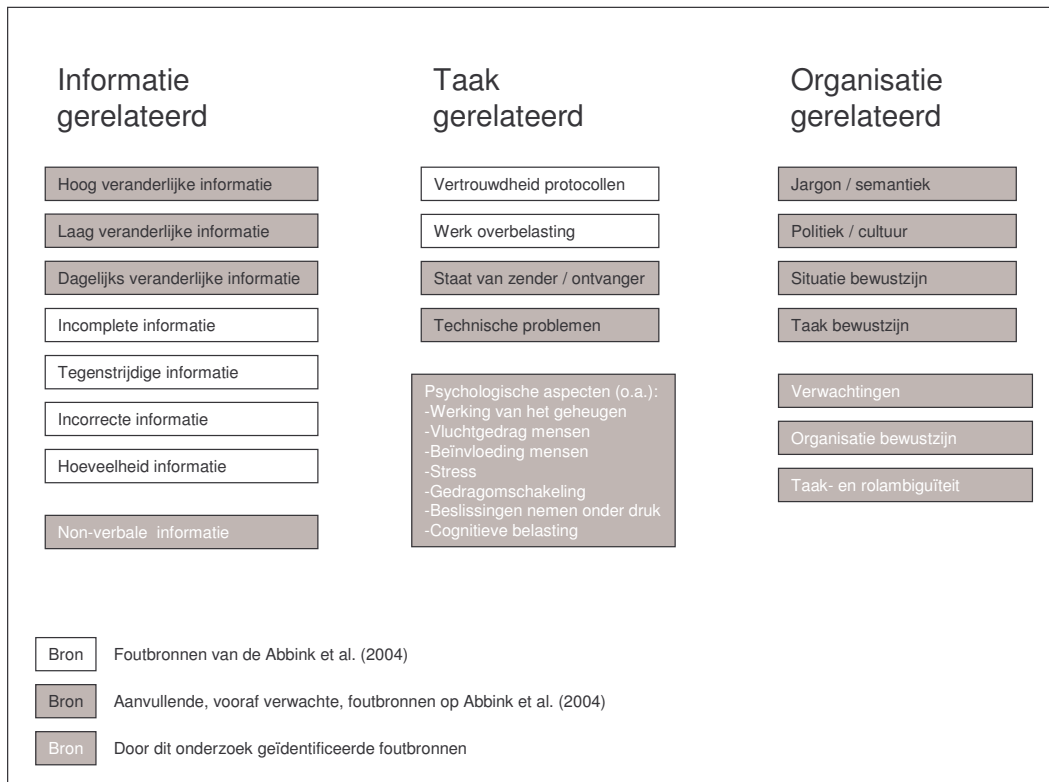 Informatie
gerelateerd
Hoog veranderlijke informatie
Laag veranderlijke informatie
Dagelijks veranderlijke informatie
Incomplete informatie
Tegenstrijdige informatie
Incorrecte informatie
Hoeveelheid informatie
Non-verbale informatie
Taak
gerelateerd
Vertrouwdheid protocollen
Werk overbelasting
Staat van zender / ontvanger
Technische problemen
Psychologische aspecten (o.a.):
-Werking van het geheugen
-Vluchtgedrag mensen
-Beïnvloeding mensen
-Stress
-Gedragomschakeling
-Beslissingen nemen onder druk
-Cognitieve belasting
Organisatie
gerelateerd
Jargon / semantiek
Politiek / cultuur
Situatie bewustzijn
Taak bewustzijn
Verwachtingen
Organisatie bewustzijn
Taak- en rolambiguïteit
Bron Foutbronnen van de Abbink et al. (2004)
Bron Aanvullende, vooraf verwachte, foutbronnen op Abbink et al. (2004)
Bron Door dit onderzoek geïdentificeerde foutbronnen